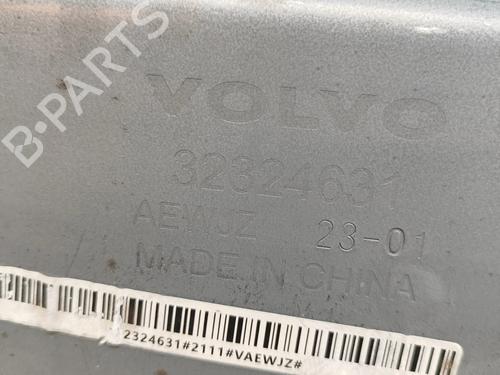 B-PARTS
VOLVO
32324631
AEWJZ 23-01
MADE IN CHINA
2324631#2111#VAEWJZ#